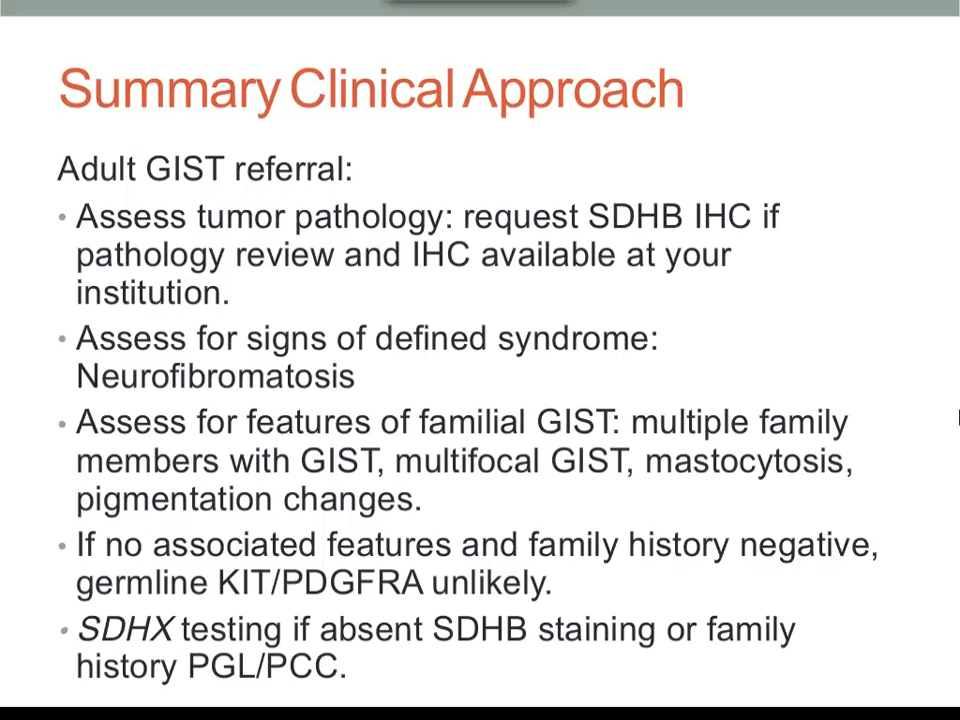 Summary Clinical Approach
Adult GIST referral:
• Assess tumor pathology: request SDHB IHC if
pathology review and IHC available at your
institution.
• Assess for signs of defined syndrome:
Neurofibromatosis
• Assess for features of familial GIST: multiple family
members with GIST, multifocal GIST, mastocytosis,
pigmentation changes.
• If no associated features and family history negative,
germline KIT/PDGFRA unlikely.
• SDHX testing if absent SDHB staining or family
history PGL/PCC.